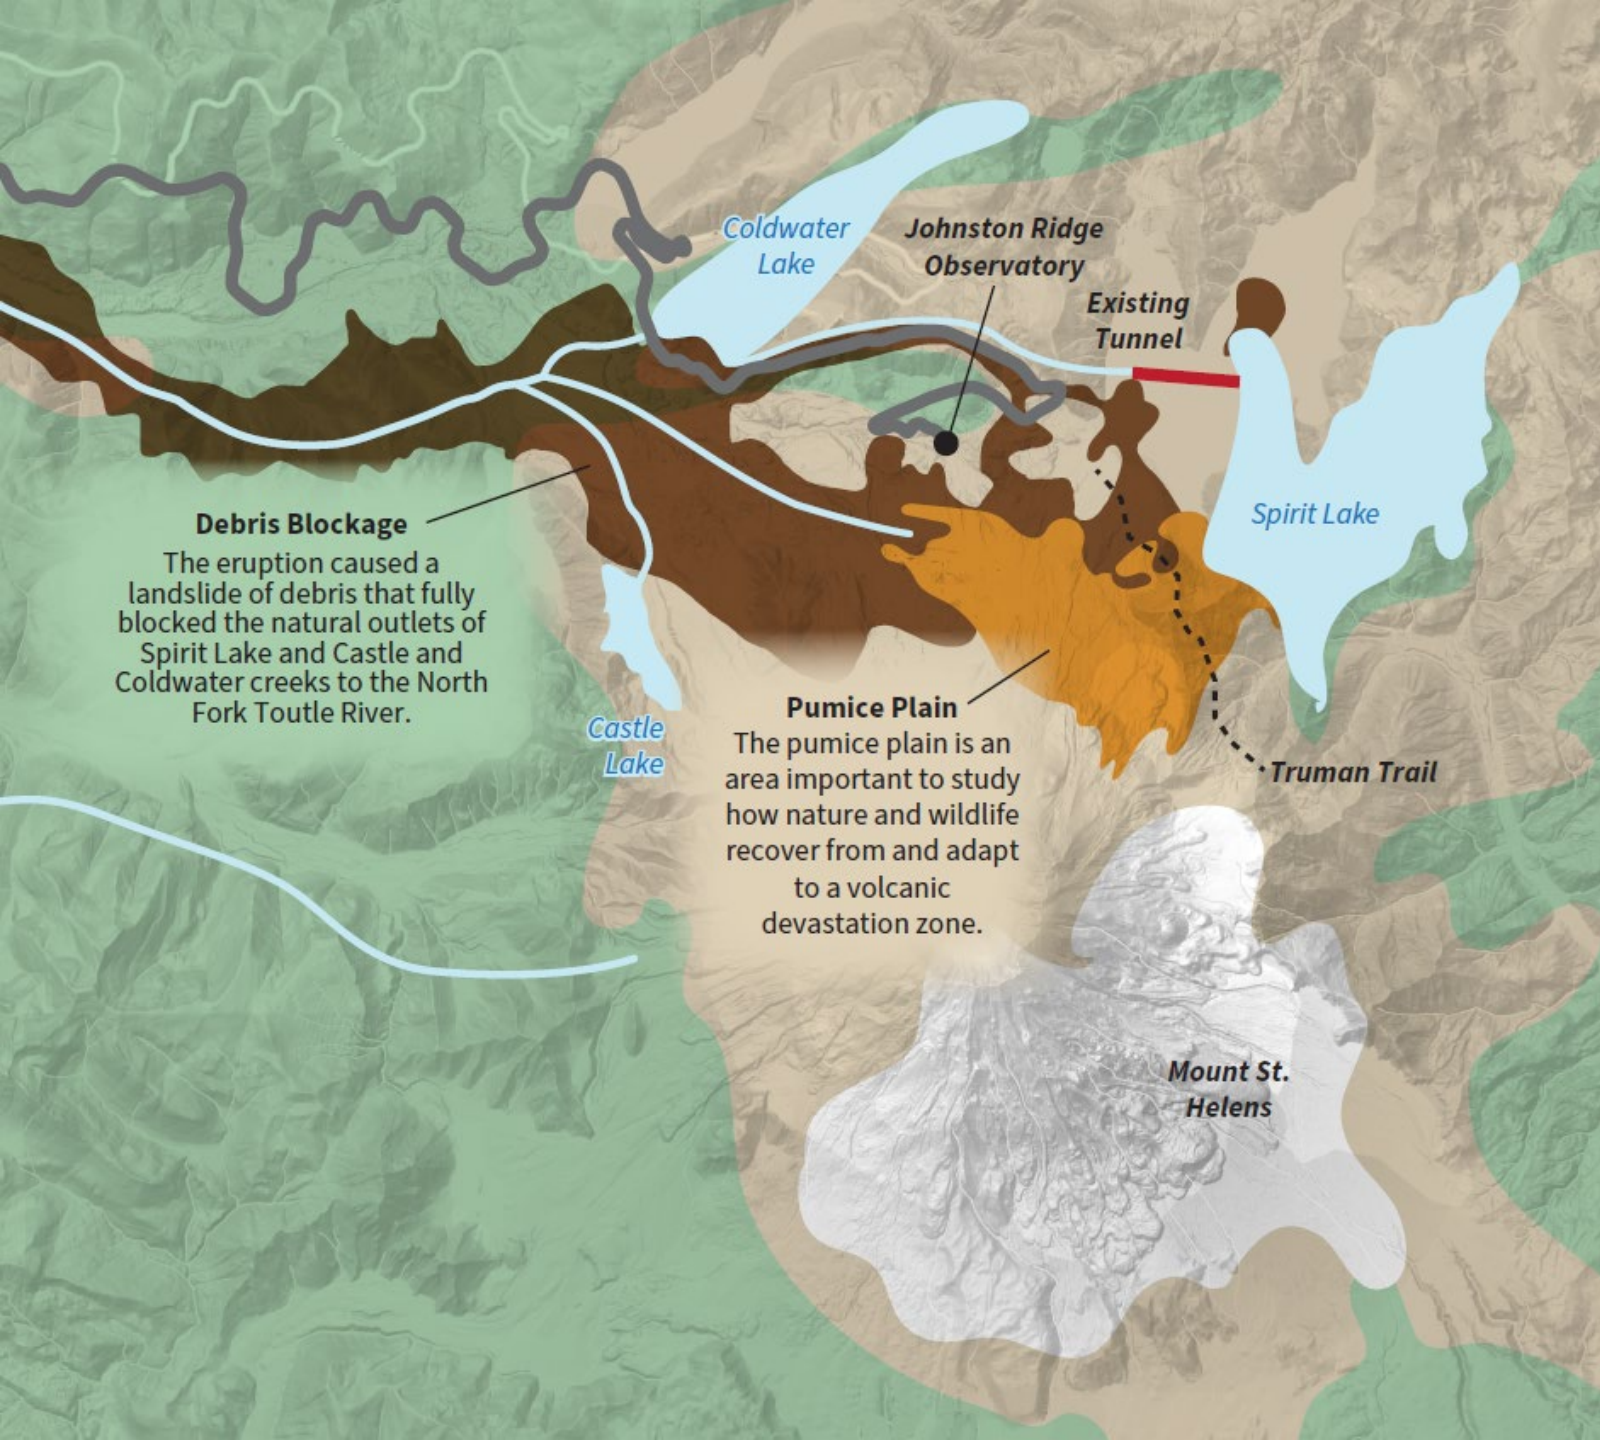 Coldwater
Lake
Johnston Ridge
Observatory
Existing
Tunnel
Spirit Lake
Debris Blockage
The eruption caused a
landslide of debris that fully
blocked the natural outlets of
Spirit Lake and Castle and
Coldwater creeks to the North
Fork Toutle River.
Castle
Lake
Pumice Plain
The pumice plain is an
area important to study
how nature and wildlife
recover from and adapt
to a volcanic
devastation zone.
Truman Trail
Mount St.
Helens